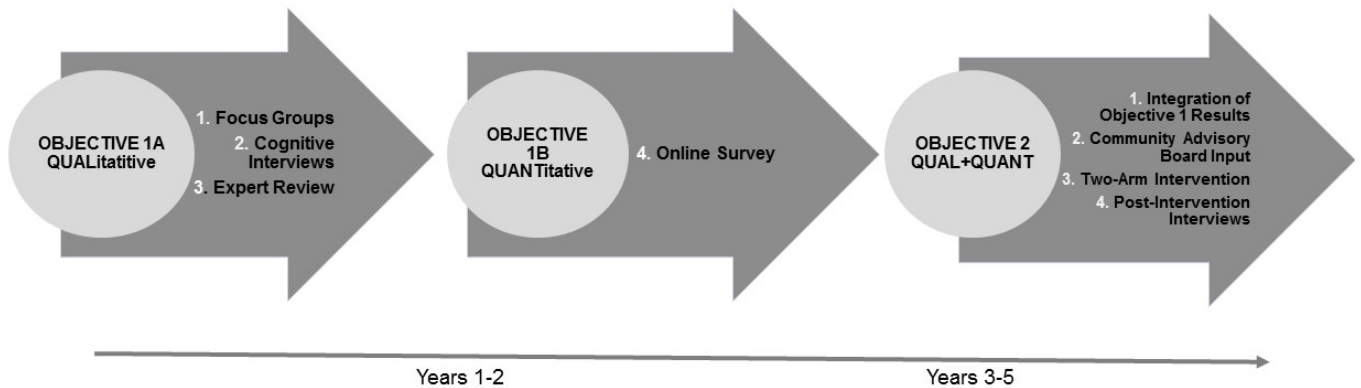 OBJECTIVE 1A
QUALitatitive
1. Focus Groups
2. Cognitive
Interviews
3. Expert Review
OBJECTIVE
1B
QUANTitative
4. Online Survey
OBJECTIVE 2
QUAL+QUANT
1. Integration of
Objective 1 Results
2. Community Advisory
Board Input
3. Two-Arm Intervention
4. Post-Intervention
Interviews
Years 1-2
Years 3-5